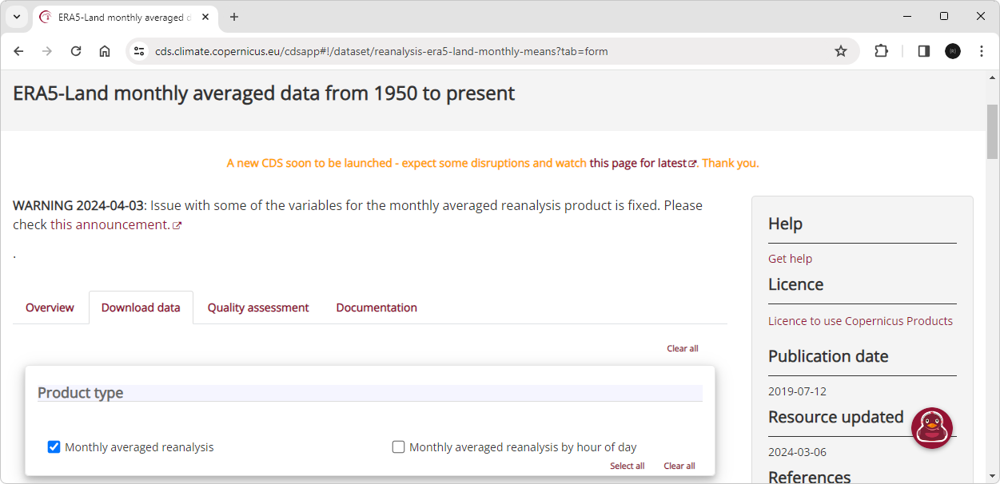 ERA5-Land monthly averaged d
cds.climate.copernicus.eu/cdsapp#!/dataset/reanalysis-era5-land-monthly-means?tab=form
ERA5-Land monthly averaged data from 1950 to present
A new CDS soon to be launched - expect some disruptions and watch this page for latest. Thank you.
WARNING 2024-04-03: Issue with some of the variables for the monthly averaged reanalysis product is fixed. Please
check this announcement.
.
Overview
Download data
Quality assessment
Documentation
Clear all
Product type
Monthly averaged reanalysis
Monthly averaged reanalysis by hour of day
Select all
Clear all
Help
Get help
Licence
Licence to use Copernicus Products
Publication date
2019-07-12
Resource updated
2024-03-06
References